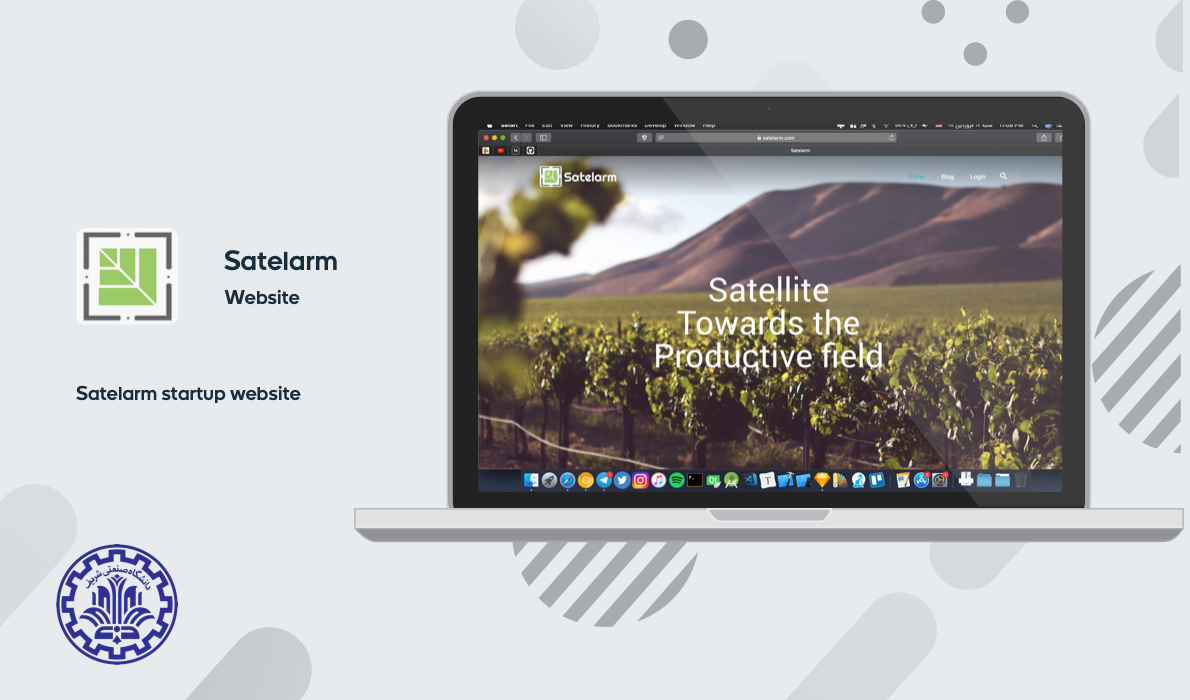 Satelarm
Website
Satelarm startup website
دانشگاه صنعتی شریف
Safari File Edit View History Bookmarks Develop Window Help
satelarm.com
Satelarm
Satelarm
Home Blog Login
Satellite
Towards the
Productive field